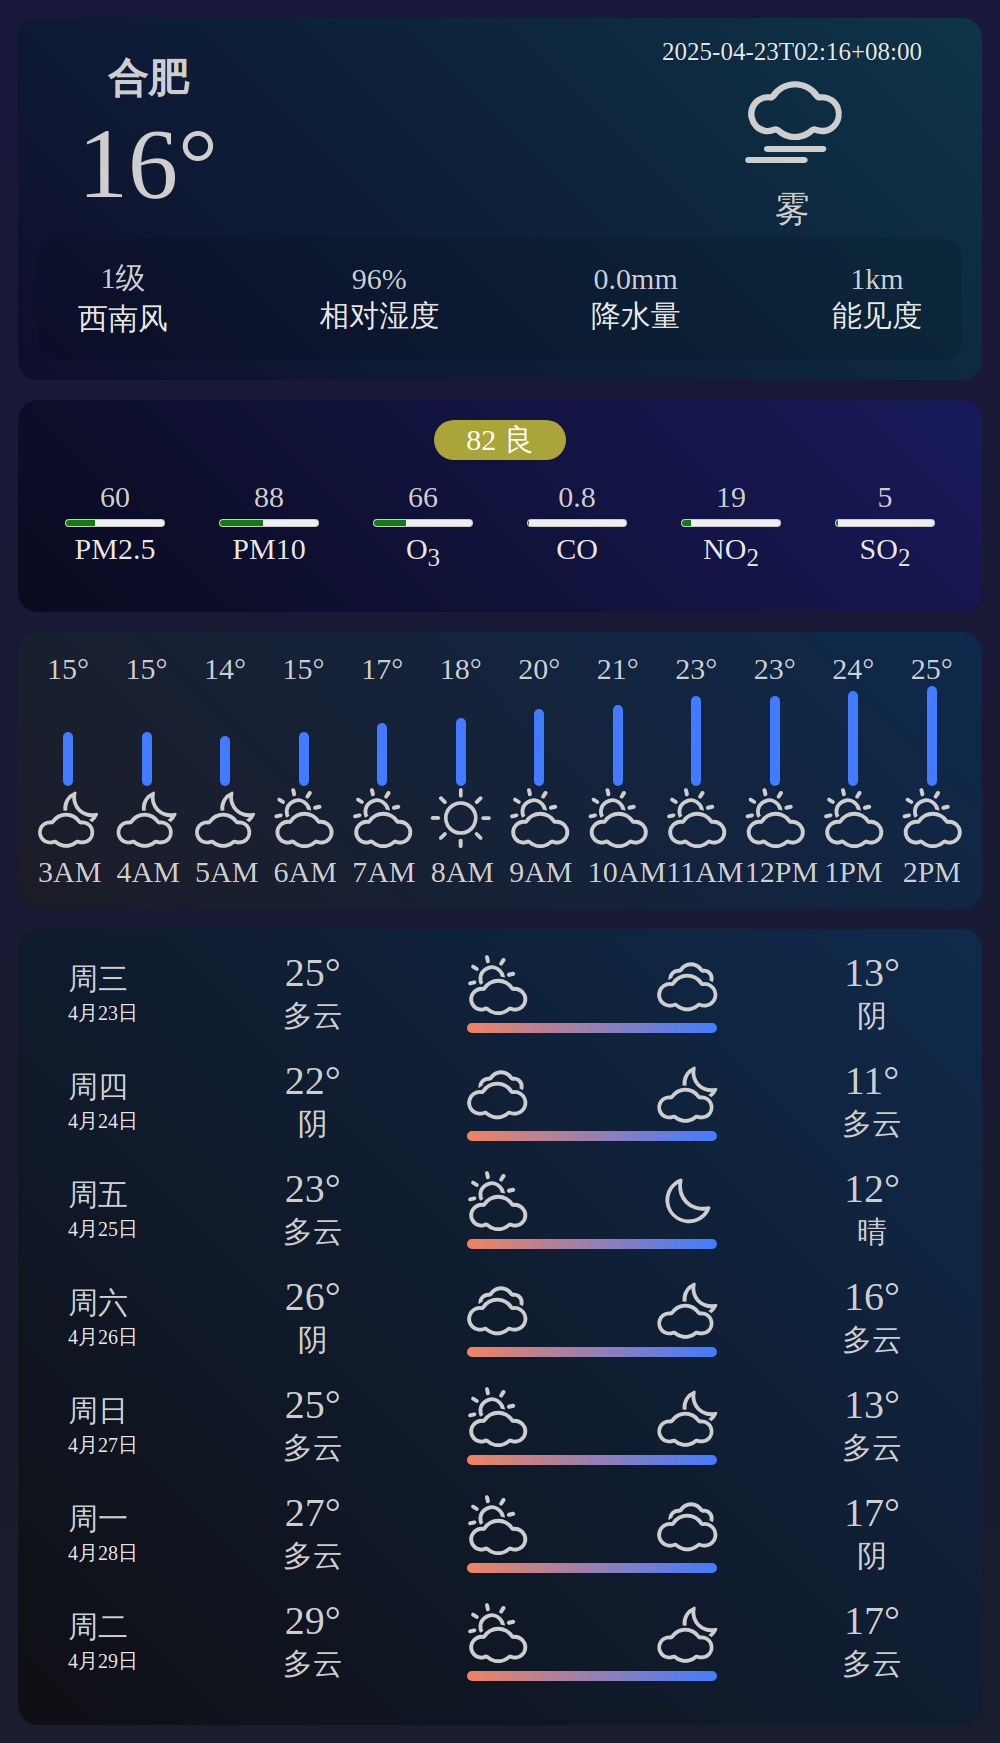 合肥
16°
2025-04-23T02:16+08:00
雾
1级 96% 0.0mm 1km
西南风 相对湿度 降水量 能见度
82 良
60 88 66 0.8 19 5
PM2.5 PM10 O3 CO NO2 SO2
15° 15° 14° 15° 17° 18° 20° 21° 23° 23° 24° 25°
3AM 4AM 5AM 6AM 7AM 8AM 9AM 10AM 11AM 12PM 1PM 2PM
周三 25° 13°
4月23日 多云 阴
周四 22° 11°
4月24日 阴 多云
周五 23° 12°
4月25日 多云 晴
周六 26° 16°
4月26日 阴 多云
周日 25° 13°
4月27日 多云 多云
周一 27° 17°
4月28日 多云 阴
周二 29° 17°
4月29日 多云 多云